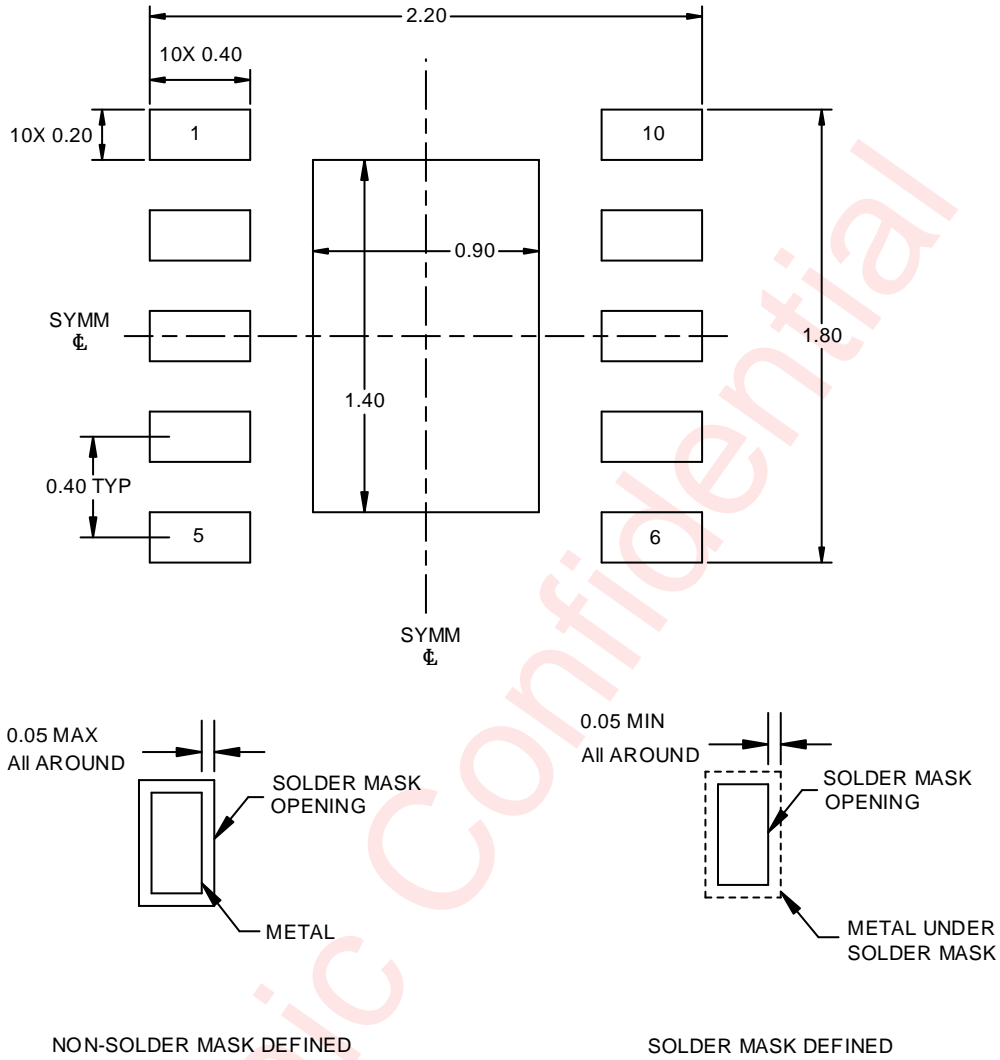 2.20
10X 0.40
10X 0.20
1
10
0.90
SYMM
℄
1.80
1.40
0.40 TYP
5
6
SYMM
℄
0.05 MAX
All AROUND
SOLDER MASK
OPENING
METAL
0.05 MIN
All AROUND
SOLDER MASK
OPENING
METAL UNDER
SOLDER MASK
NON-SOLDER MASK DEFINED
SOLDER MASK DEFINED
nic Confidential